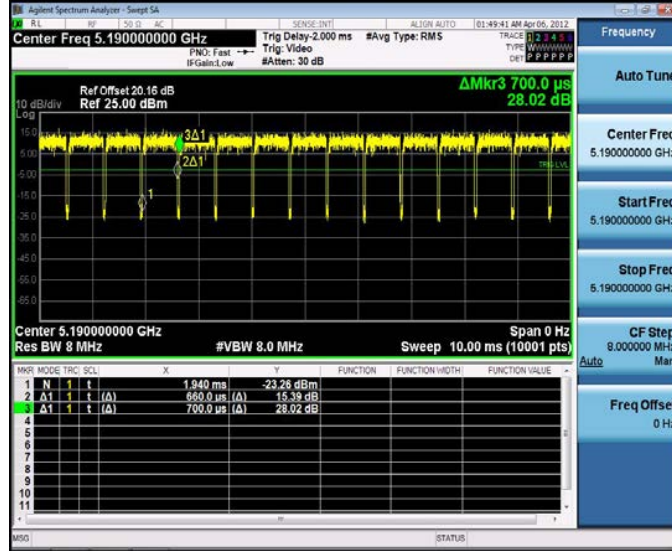 Agilent Spectrum Analyzer - Swept SA
RL RF 50 Ω AC SENSE:INT ALIGN AUTO 01:49:41 AM Apr 06, 2012
Center Freq 5.190000000 GHz
PNO: Fast
IFGain:Low
Trig Delay-2.000 ms
Trig: Video
#Atten: 30 dB
#Avg Type: RMS
TRACE 1 2 3 4 5 6
TYPE WWWWWW
DET P P P P P P
ΔMkr3 700.0 µs
28.02 dB
Ref Offset 20.16 dB
10 dB/div Ref 25.00 dBm
Log
15.0
5.00
-5.00
-15.0
-25.0
-35.0
-45.0
-55.0
-65.0
3Δ1
2Δ1
1
TRIG LVL
Center 5.190000000 GHz Span 0 Hz
Res BW 8 MHz #VBW 8.0 MHz Sweep 10.00 ms (10001 pts)
MKR MODE TRC SCL X Y FUNCTION FUNCTION WIDTH FUNCTION VALUE
1 N 1 t 1.940 ms -23.26 dBm
2 Δ1 1 t (Δ) 660.0 µs (Δ) 15.39 dB
3 Δ1 1 t (Δ) 700.0 µs (Δ) 28.02 dB
4
5
6
7
8
9
10
11
MSG STATUS
Frequency
Auto Tune
Center Freq
5.190000000 GHz
Start Freq
5.190000000 GHz
Stop Freq
5.190000000 GHz
CF Step
8.000000 MHz
Auto Man
Freq Offset
0 Hz